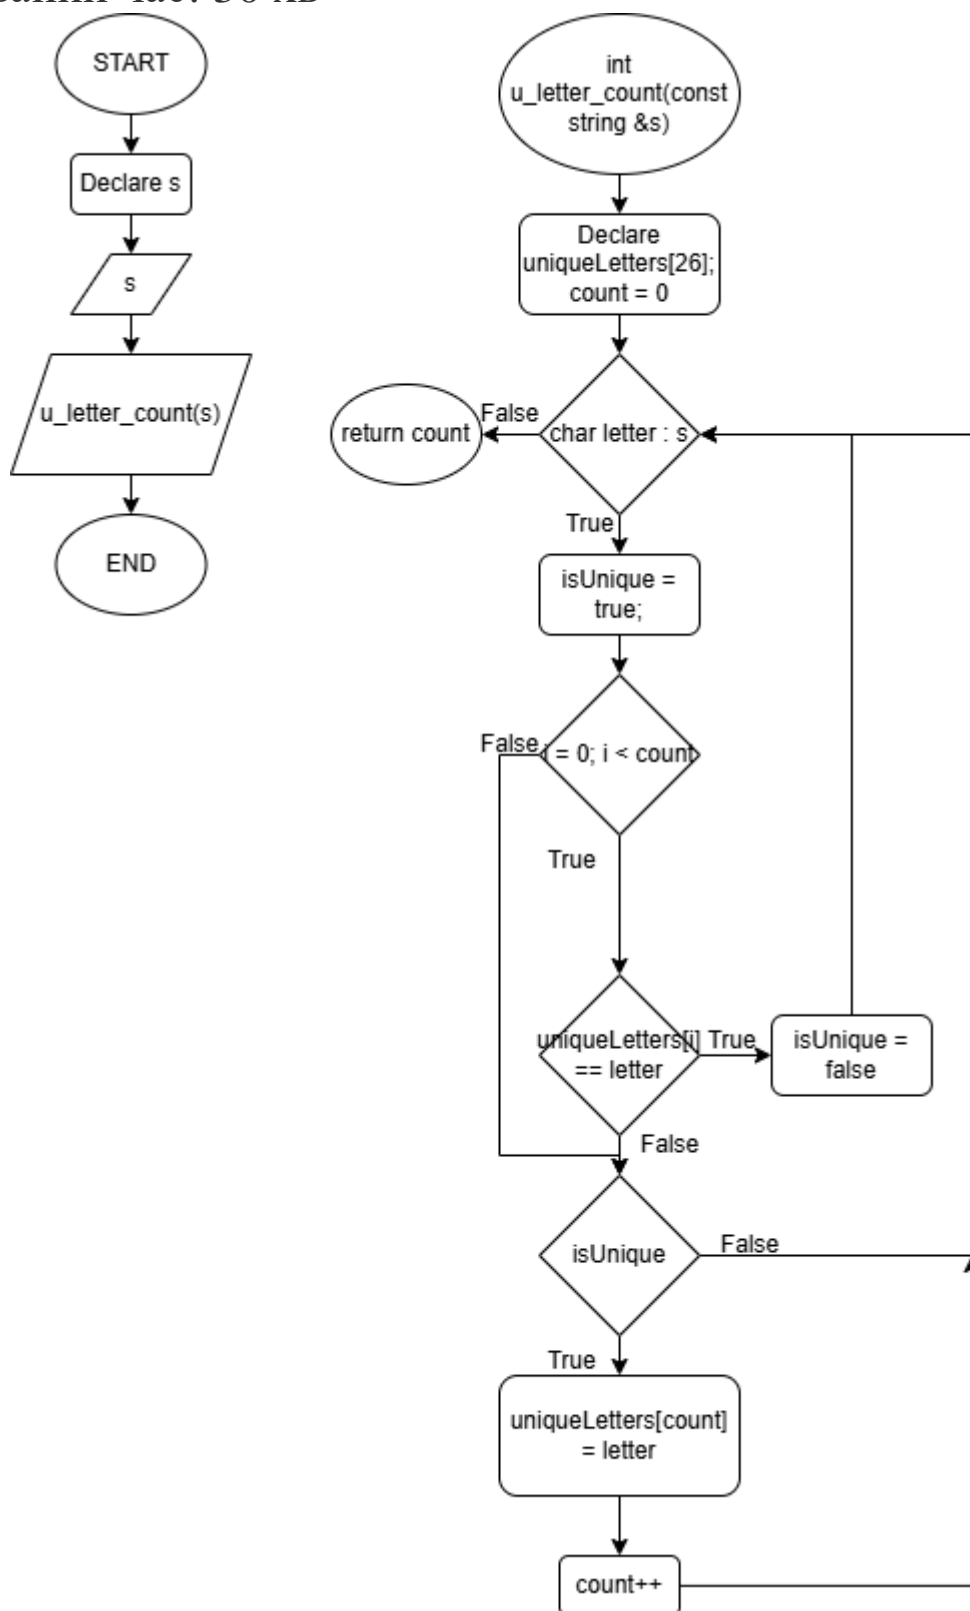 START
Declare s
s
u_letter_count(s)
END
int
u_letter_count(const
string &s)
Declare
uniqueLetters[26];
count = 0
False
return count
char letter : s
True
isUnique =
true;
False
i = 0; i < count
True
uniqueLetters[i]
== letter
True
isUnique =
false
False
isUnique
False
True
uniqueLetters[count]
= letter
count++